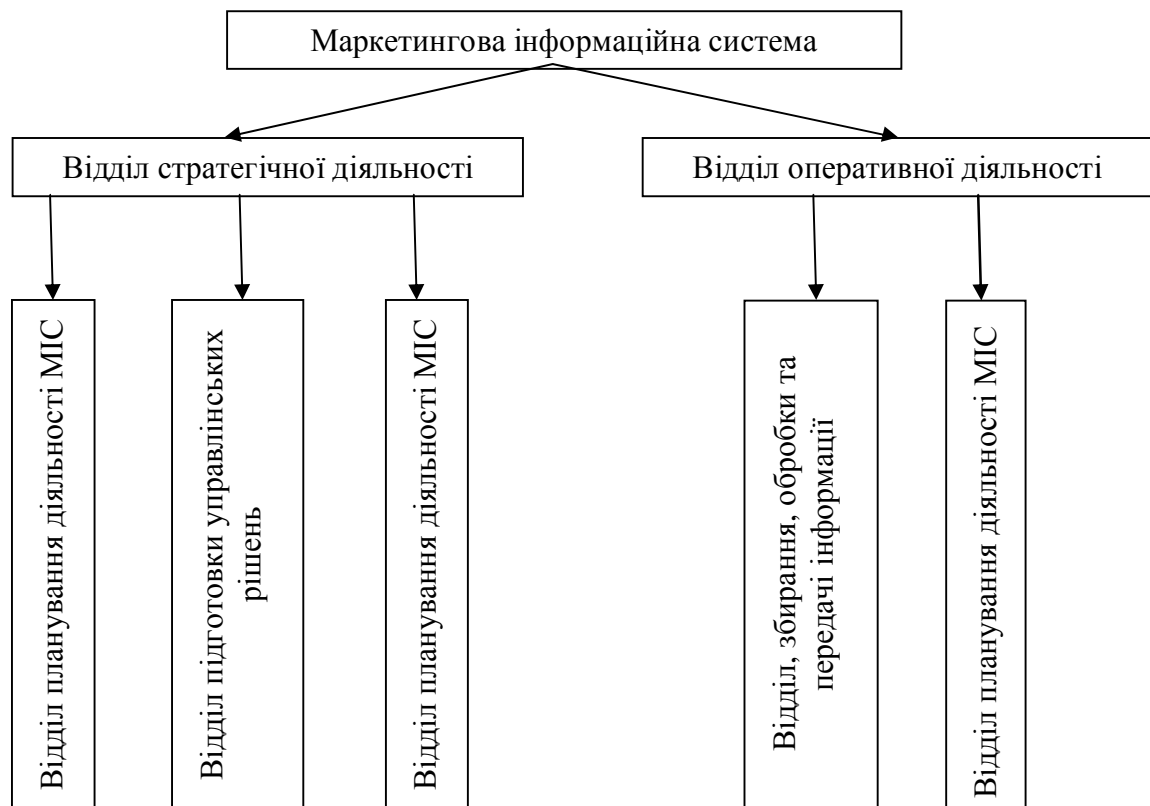 Маркетингова інформаційна система
Відділ стратегічної діяльності
Відділ оперативної діяльності
Відділ планування діяльності МІС
Відділ підготовки управлінських
рішень
Відділ планування діяльності МІС
Відділ, збирання, обробки та
передачі інформації
Відділ планування діяльності МІС